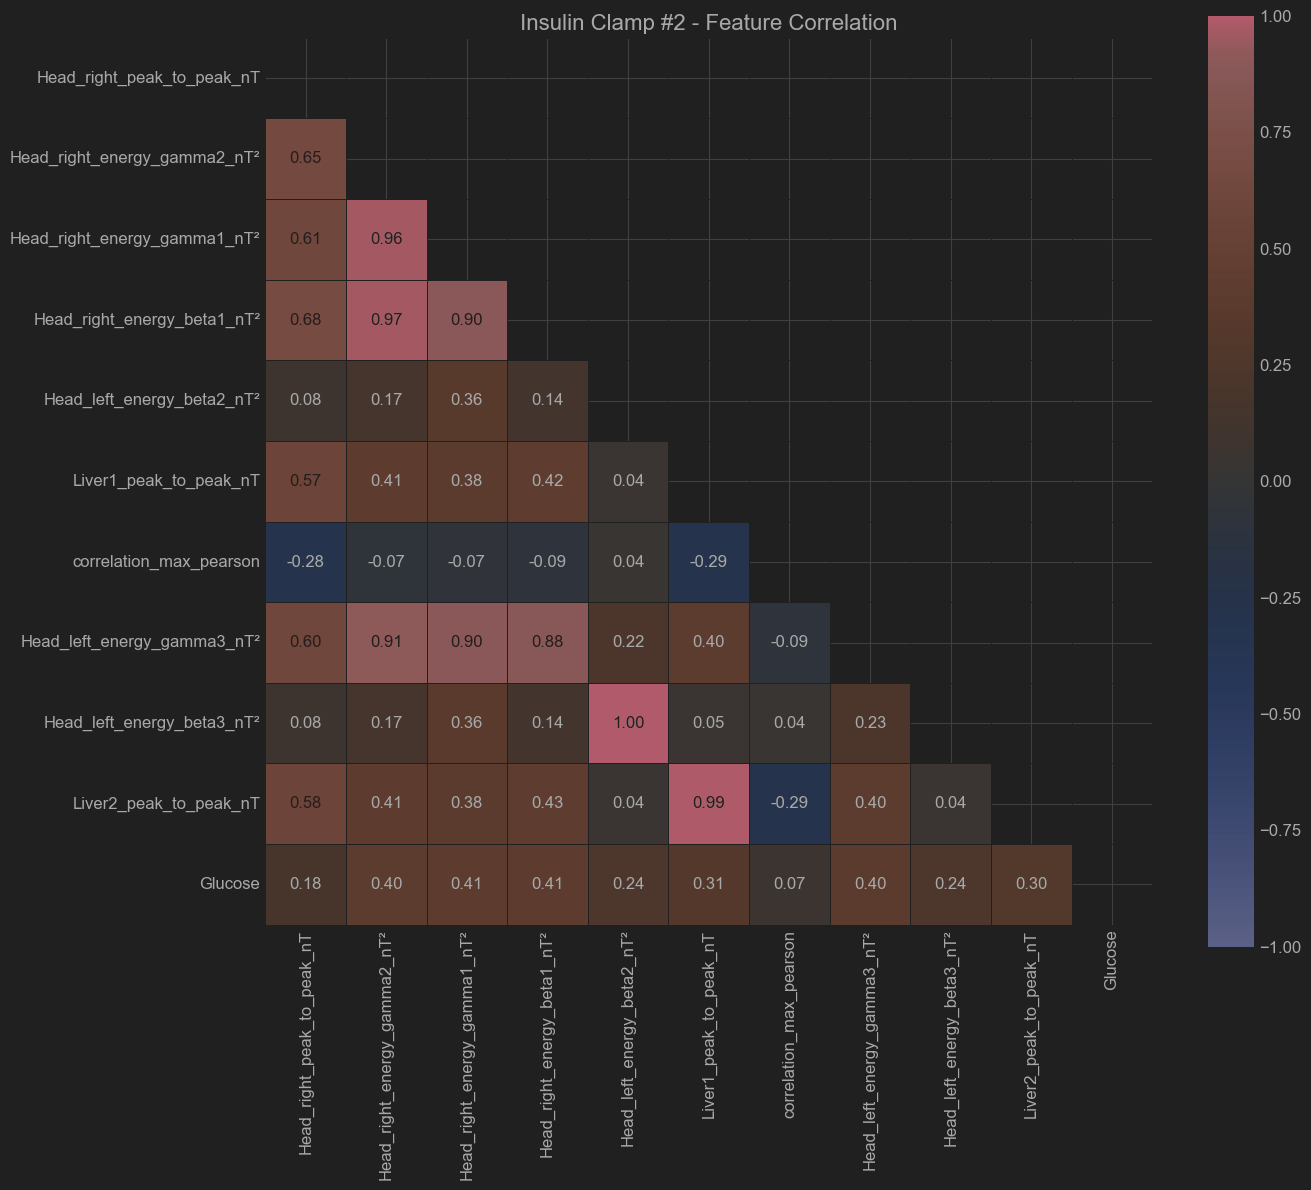 Insulin Clamp #2 - Feature Correlation
Head_right_peak_to_peak_nT
Head_right_energy_gamma2_nT²
0.65
Head_right_energy_gamma1_nT²
0.61 0.96
Head_right_energy_beta1_nT²
0.68 0.97 0.90
Head_left_energy_beta2_nT²
0.08 0.17 0.36 0.14
Liver1_peak_to_peak_nT
0.57 0.41 0.38 0.42 0.04
correlation_max_pearson
-0.28 -0.07 -0.07 -0.09 0.04 -0.29
Head_left_energy_gamma3_nT²
0.60 0.91 0.90 0.88 0.22 0.40 -0.09
Head_left_energy_beta3_nT²
0.08 0.17 0.36 0.14 1.00 0.05 0.04 0.23
Liver2_peak_to_peak_nT
0.58 0.41 0.38 0.43 0.04 0.99 -0.29 0.40 0.04
Glucose
0.18 0.40 0.41 0.41 0.24 0.31 0.07 0.40 0.24 0.30
Head_right_peak_to_peak_nT
Head_right_energy_gamma2_nT²
Head_right_energy_gamma1_nT²
Head_right_energy_beta1_nT²
Head_left_energy_beta2_nT²
Liver1_peak_to_peak_nT
correlation_max_pearson
Head_left_energy_gamma3_nT²
Head_left_energy_beta3_nT²
Liver2_peak_to_peak_nT
Glucose
1.00
0.75
0.50
0.25
0.00
−0.25
−0.50
−0.75
−1.00